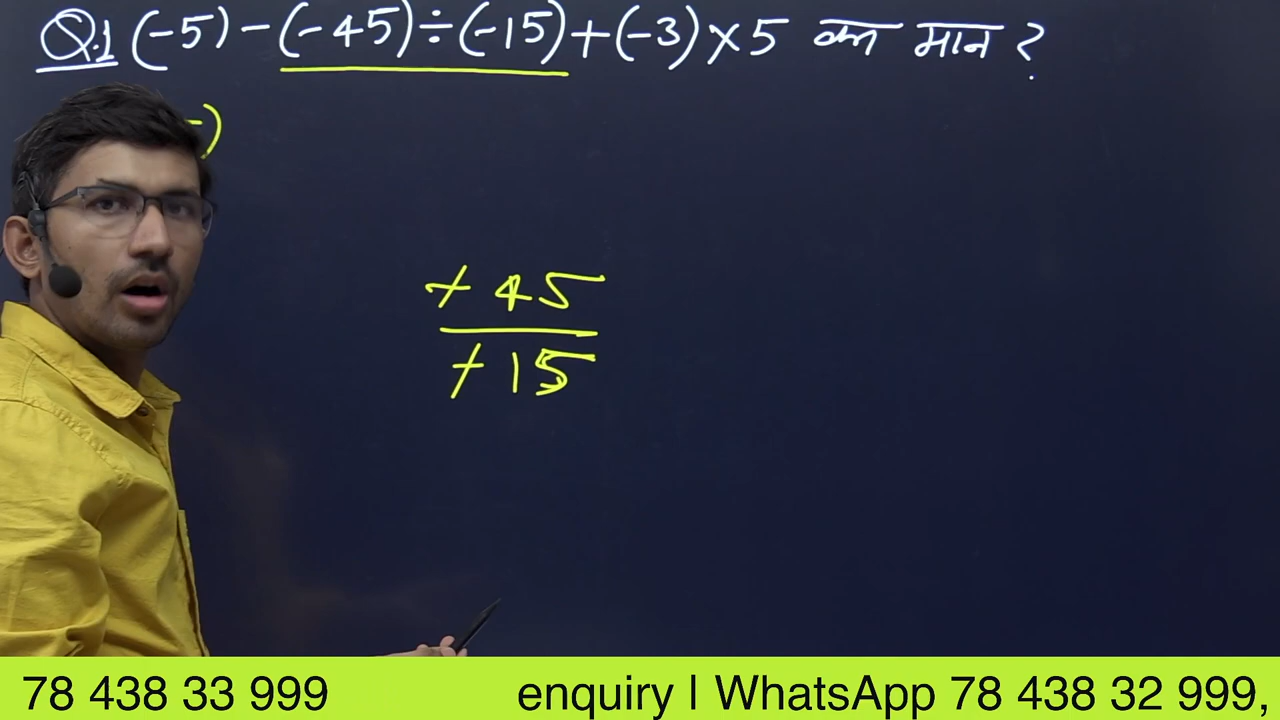 Q.1 (-5) - (-45) ÷ (-15) + (-3) × 5 का मान ?
-)
+ 45
+ 15
78 438 33 999 enquiry | WhatsApp 78 438 32 999,